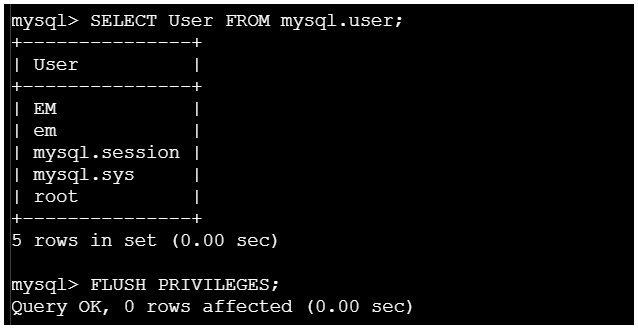 mysql> SELECT User FROM mysql.user;
+---------------+
| User          |
+---------------+
| EM            |
| em            |
| mysql.session |
| mysql.sys     |
| root          |
+---------------+
5 rows in set (0.00 sec)
mysql> FLUSH PRIVILEGES;
Query OK, 0 rows affected (0.00 sec)